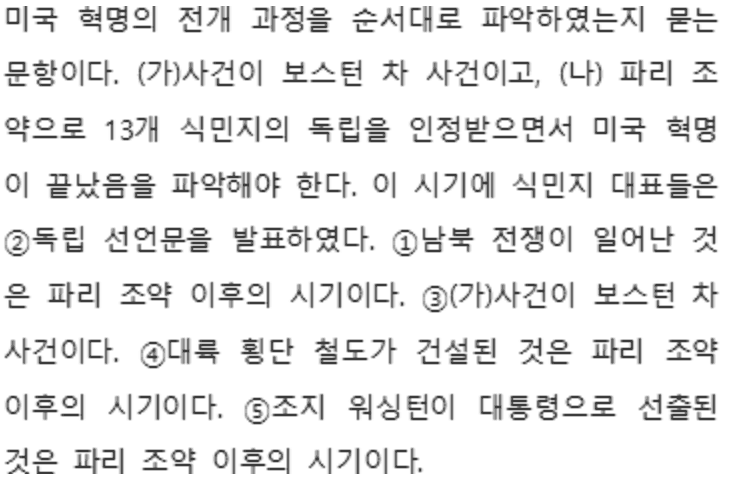 미국 혁명의 전개 과정을 순서대로 파악하였는지 묻는
문항이다. (가)사건이 보스턴 차 사건이고, (나) 파리 조
약으로 13개 식민지의 독립을 인정받으면서 미국 혁명
이 끝났음을 파악해야 한다. 이 시기에 식민지 대표들은
②독립 선언문을 발표하였다. ①남북 전쟁이 일어난 것
은 파리 조약 이후의 시기이다. ③(가)사건이 보스턴 차
사건이다. ④대륙 횡단 철도가 건설된 것은 파리 조약
이후의 시기이다. ⑤조지 워싱턴이 대통령으로 선출된
것은 파리 조약 이후의 시기이다.